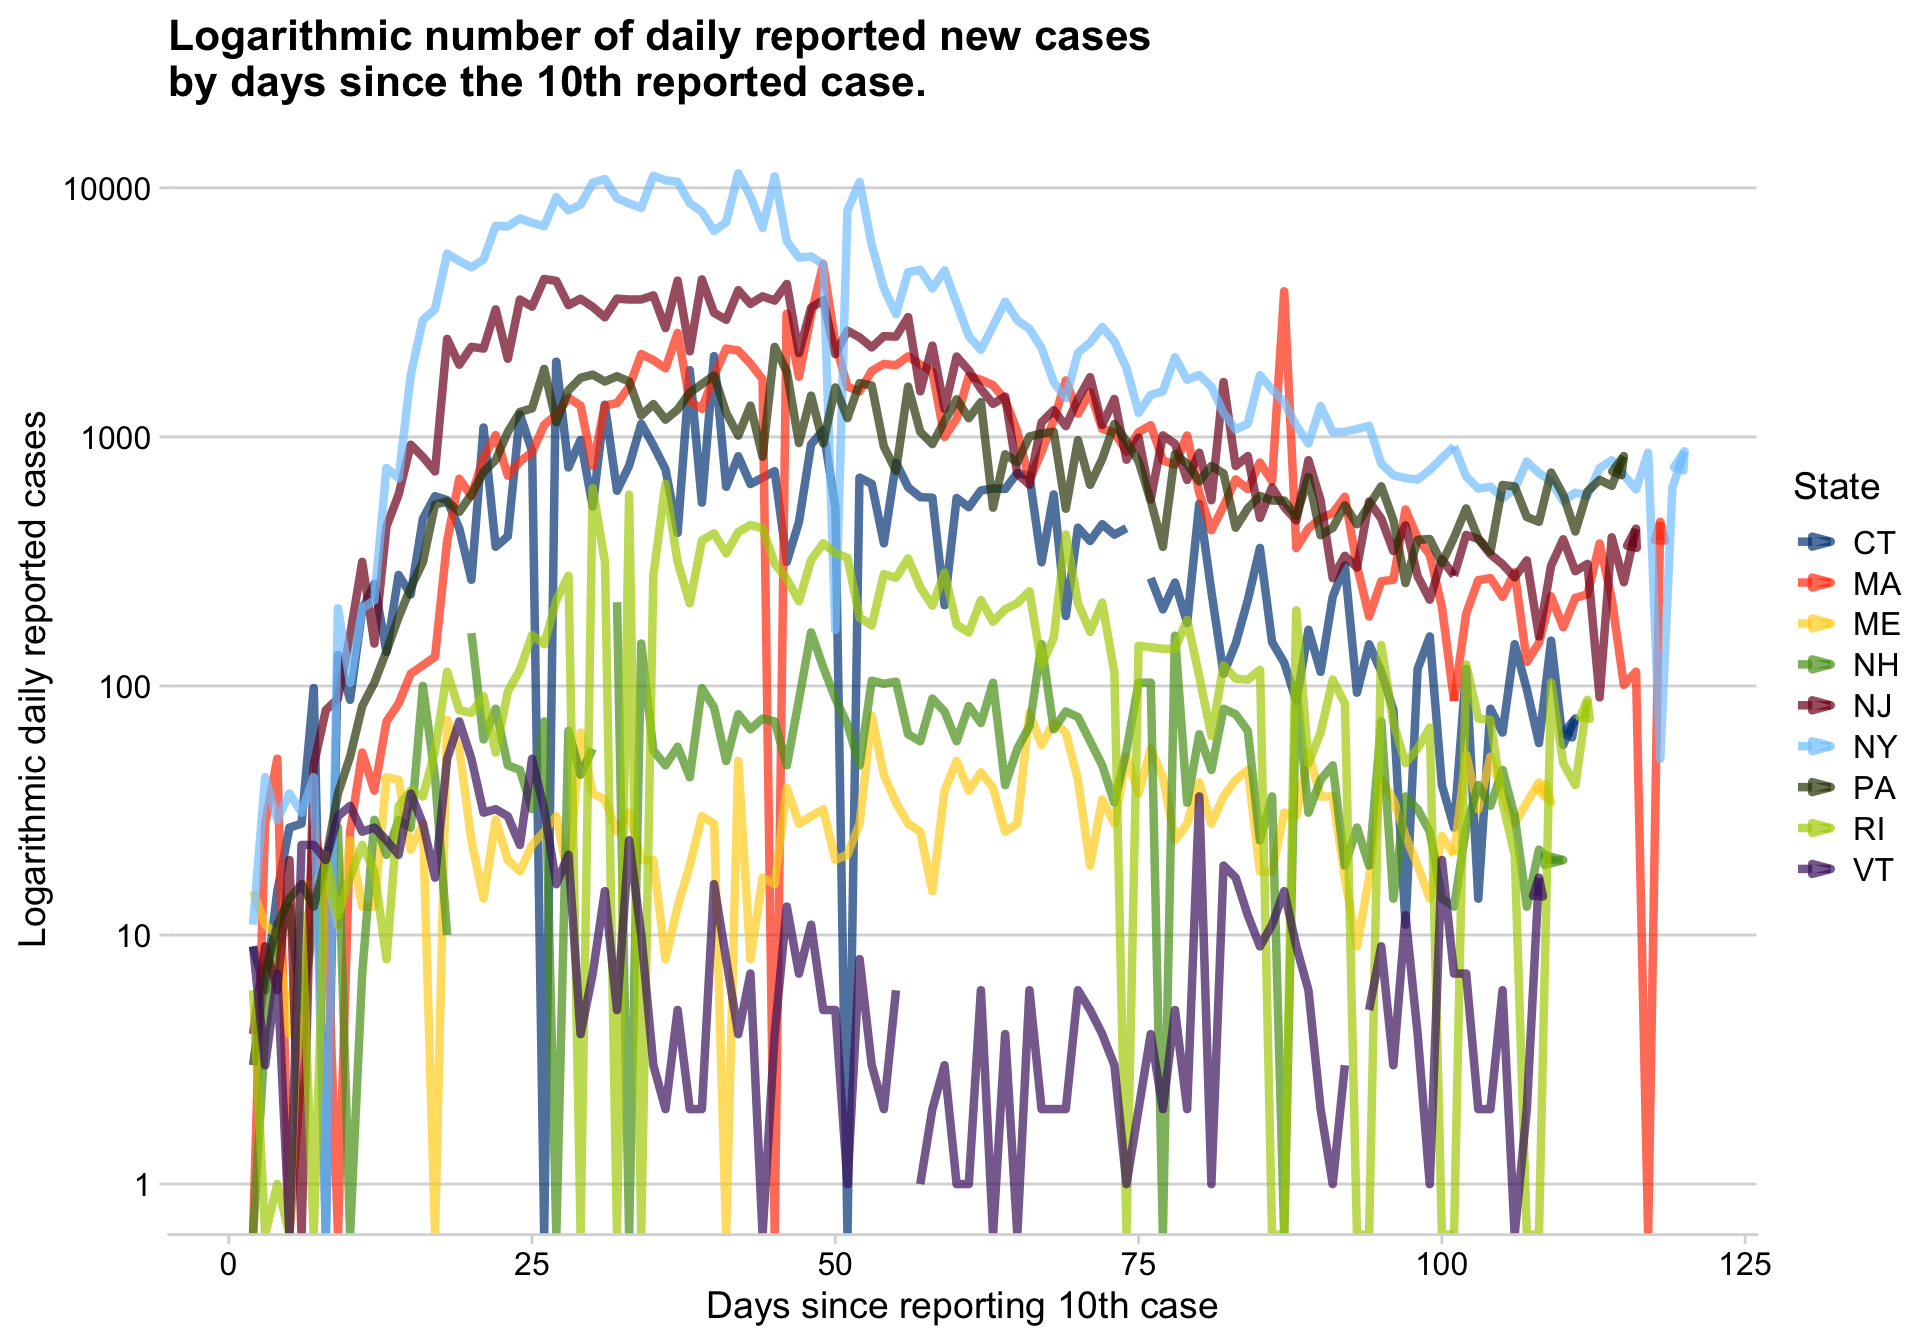 Logarithmic number of daily reported new cases
by days since the 10th reported case.
Logarithmic daily reported cases
10000
1000
100
10
1
0
25
50
75
100
125
Days since reporting 10th case
State
CT
MA
ME
NH
NJ
NY
PA
RI
VT